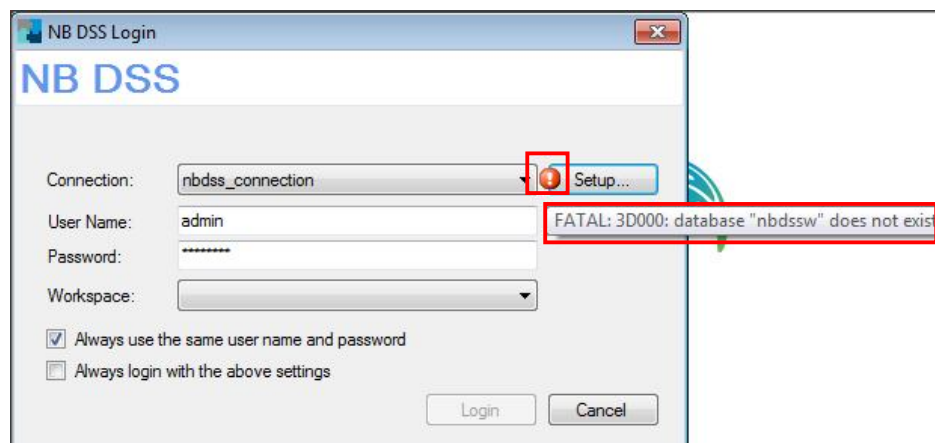 NB DSS Login
NB DSS
Connection: nbdss_connection Setup...
User Name: admin
FATAL: 3D000: database "nbdssw" does not exist
Password: ********
Workspace:
Always use the same user name and password
Always login with the above settings
Login Cancel